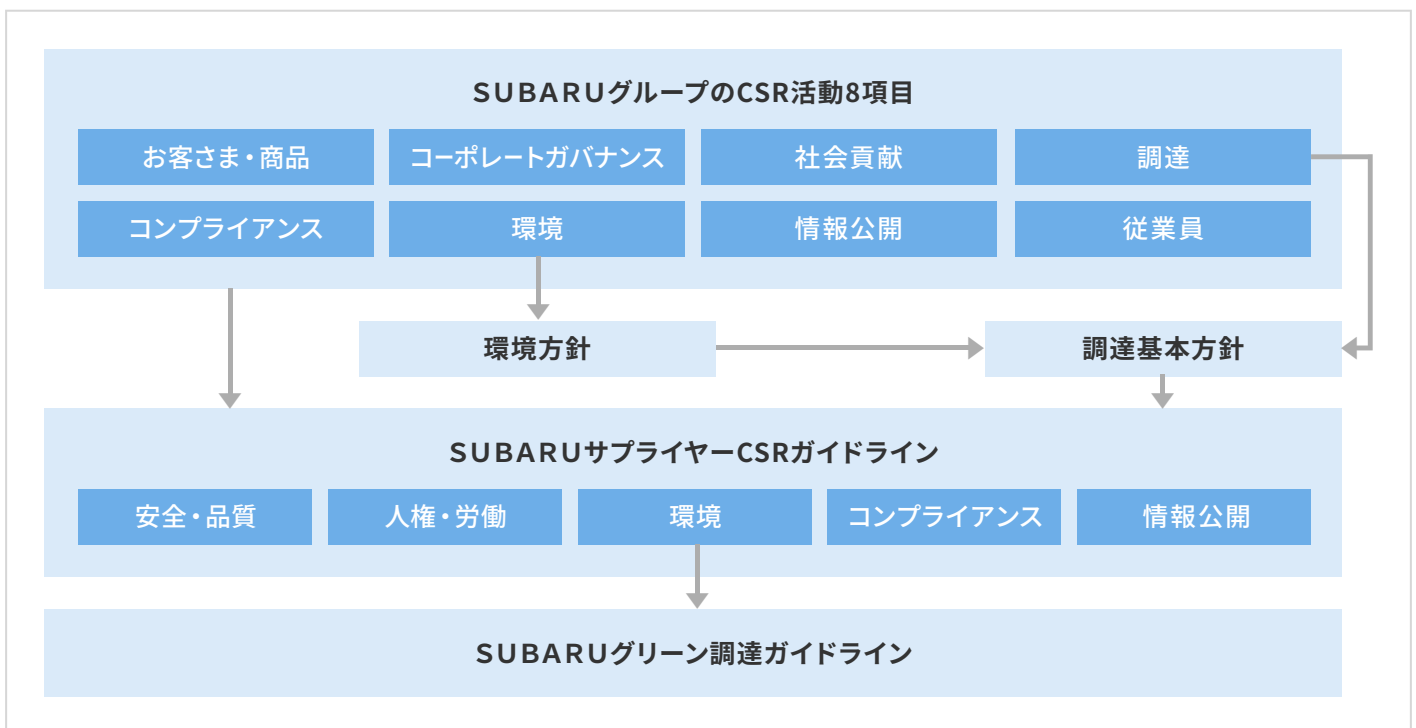 ＳＵＢＡＲＵグループのCSR活動8項目
お客さま・商品
コーポレートガバナンス
社会貢献
調達
コンプライアンス
環境
情報公開
従業員
環境方針
調達基本方針
ＳＵＢＡＲＵサプライヤーCSRガイドライン
安全・品質
人権・労働
環境
コンプライアンス
情報公開
ＳＵＢＡＲＵグリーン調達ガイドライン